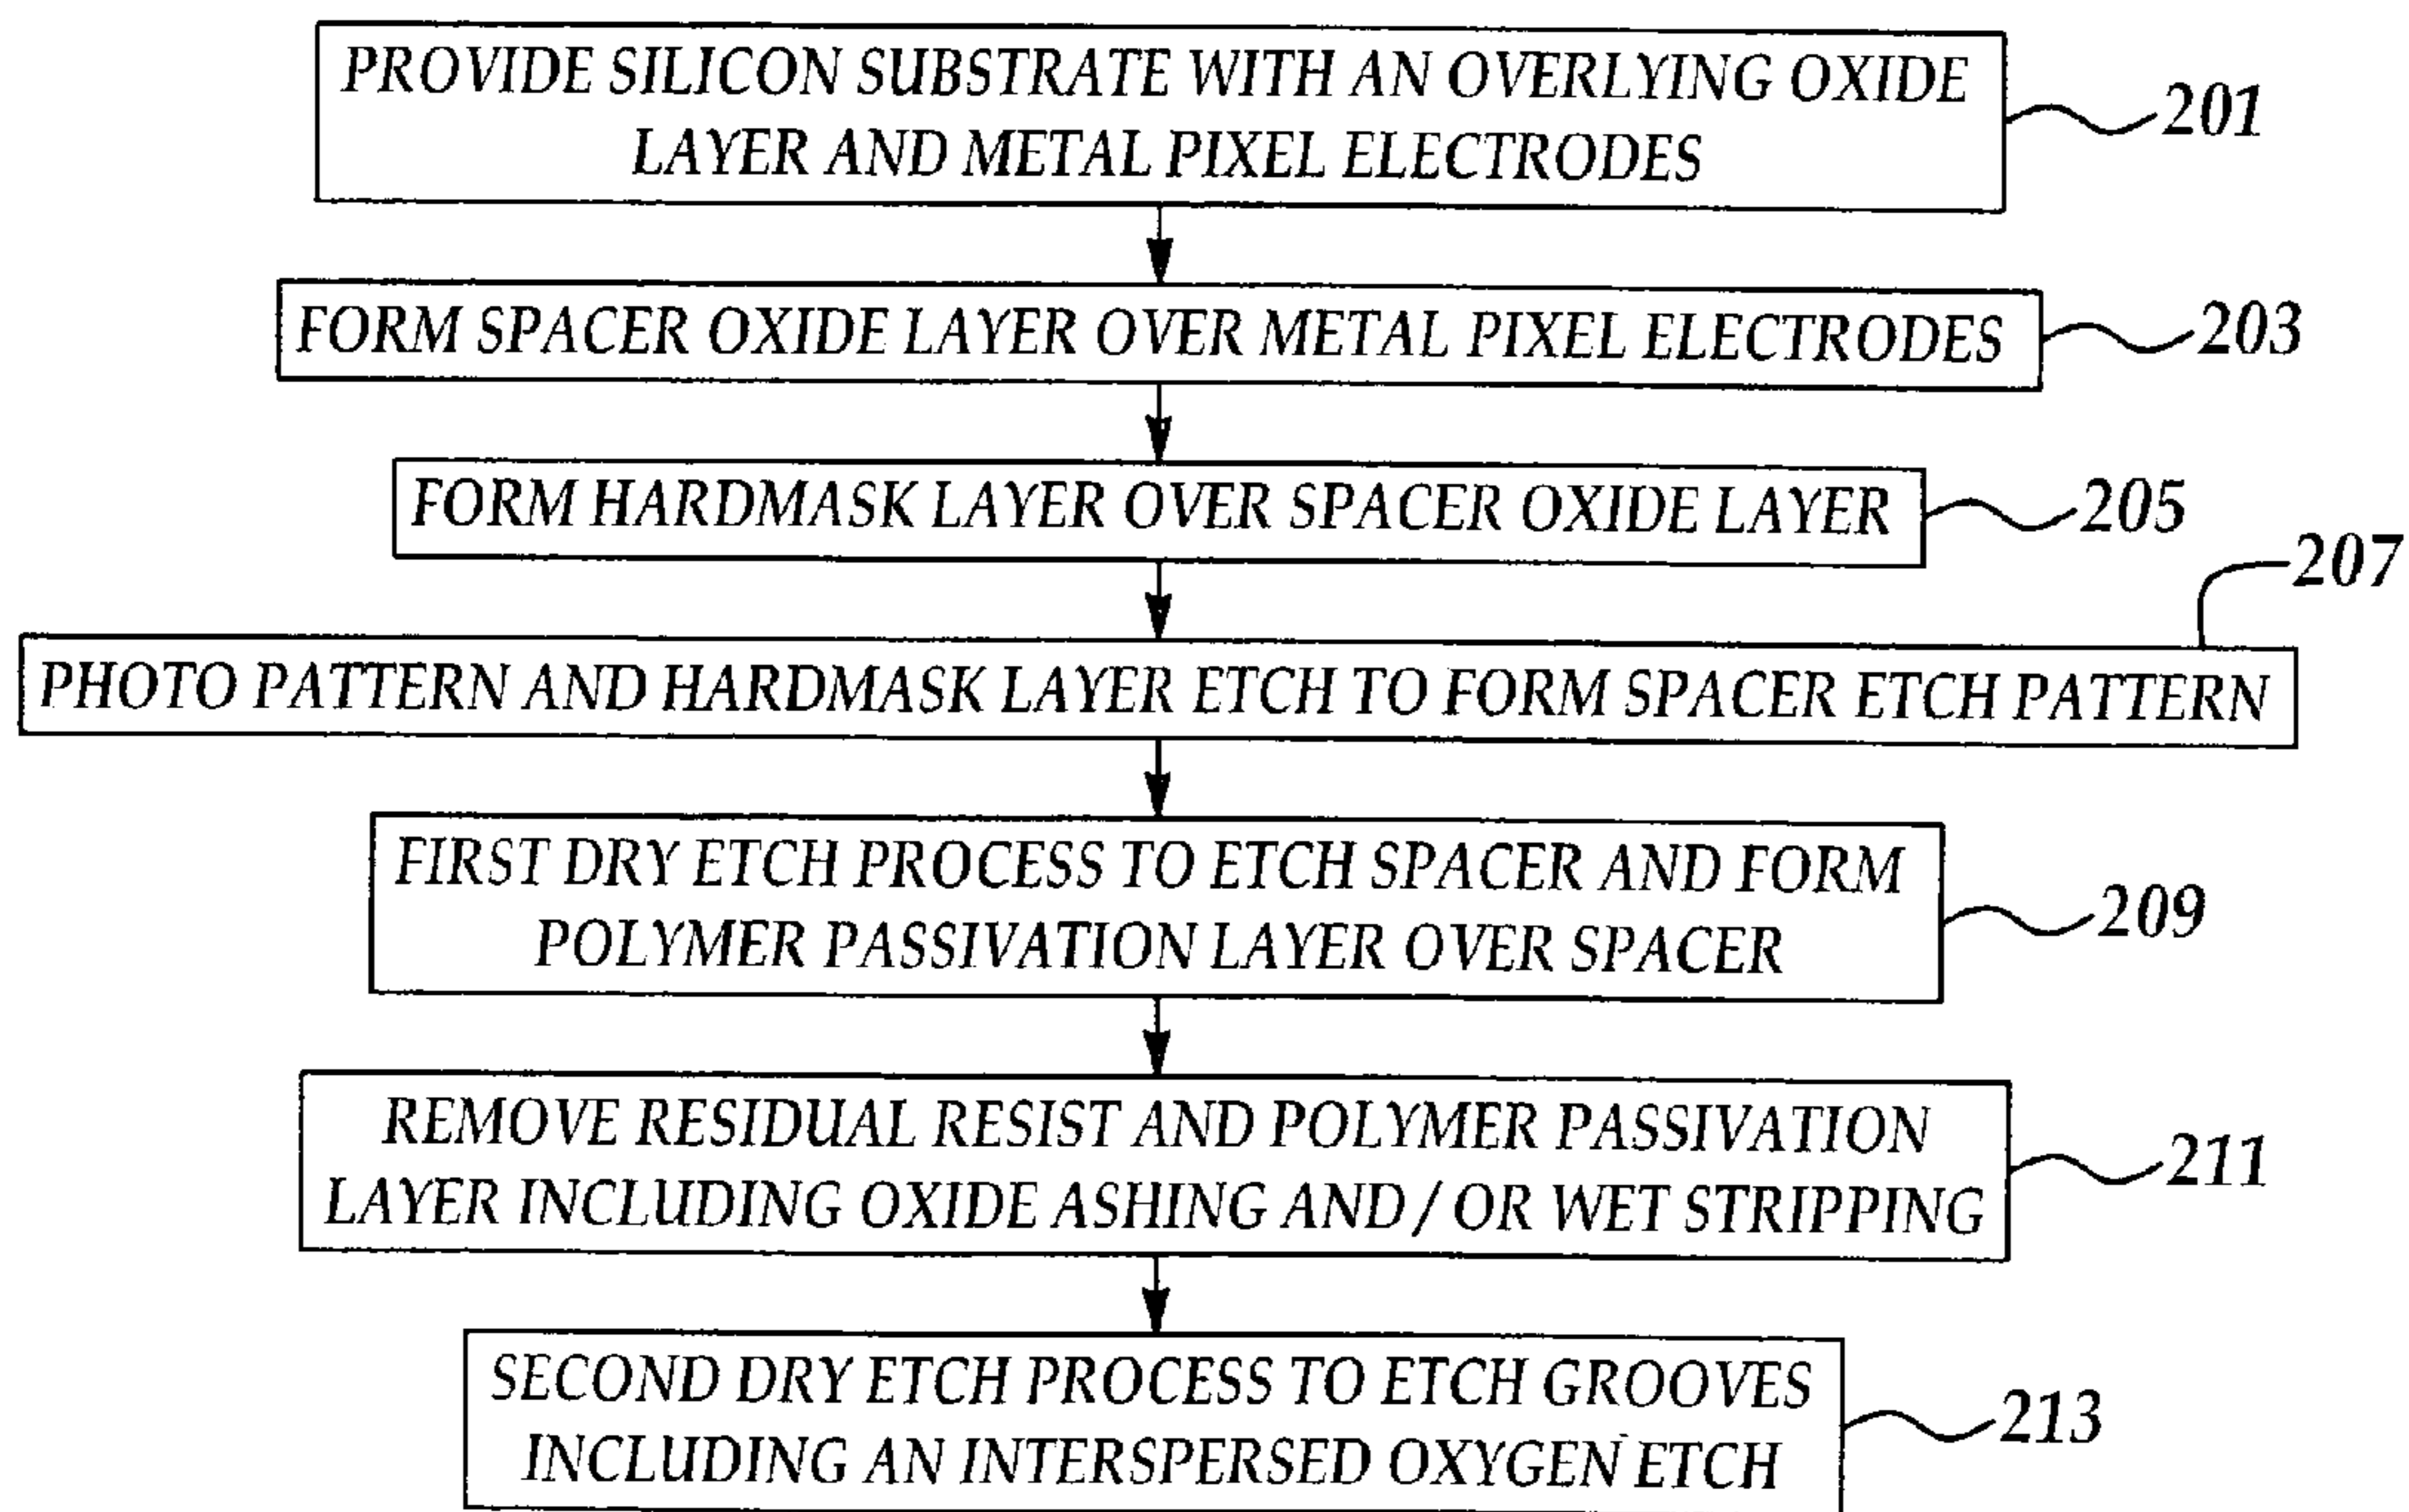 PROVIDE SILICON SUBSTRATE WITH AN OVERLYING OXIDE
LAYER AND METAL PIXEL ELECTRODES
201
FORM SPACER OXIDE LAYER OVER METAL PIXEL ELECTRODES
203
FORM HARDMASK LAYER OVER SPACER OXIDE LAYER
205
207
PHOTO PATTERN AND HARDMASK LAYER ETCH TO FORM SPACER ETCH PATTERN
FIRST DRY ETCH PROCESS TO ETCH SPACER AND FORM
POLYMER PASSIVATION LAYER OVER SPACER
209
REMOVE RESIDUAL RESIST AND POLYMER PASSIVATION
LAYER INCLUDING OXIDE ASHING AND / OR WET STRIPPING
211
SECOND DRY ETCH PROCESS TO ETCH GROOVES
INCLUDING AN INTERSPERSED OXYGEN ETCH
213